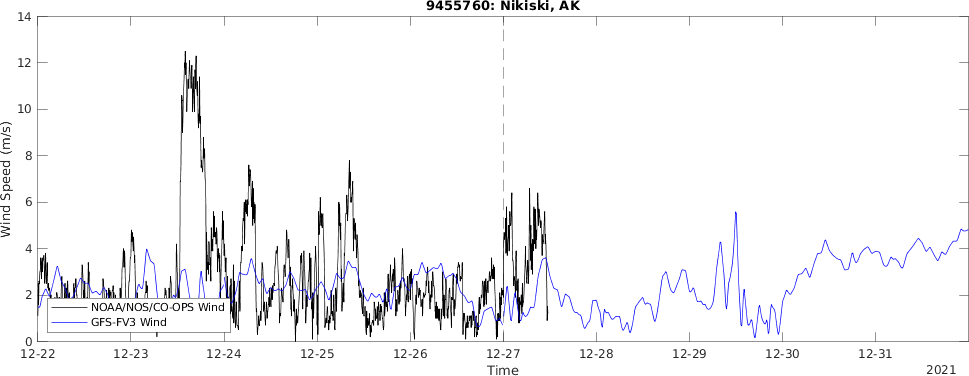 9455760: Nikiski, AK
14
12
10
8
6
4
2
0
Wind Speed (m/s)
NOAA/NOS/CO-OPS Wind
GFS-FV3 Wind
12-22 12-23 12-24 12-25 12-26 12-27 12-28 12-29 12-30 12-31
Time
2021